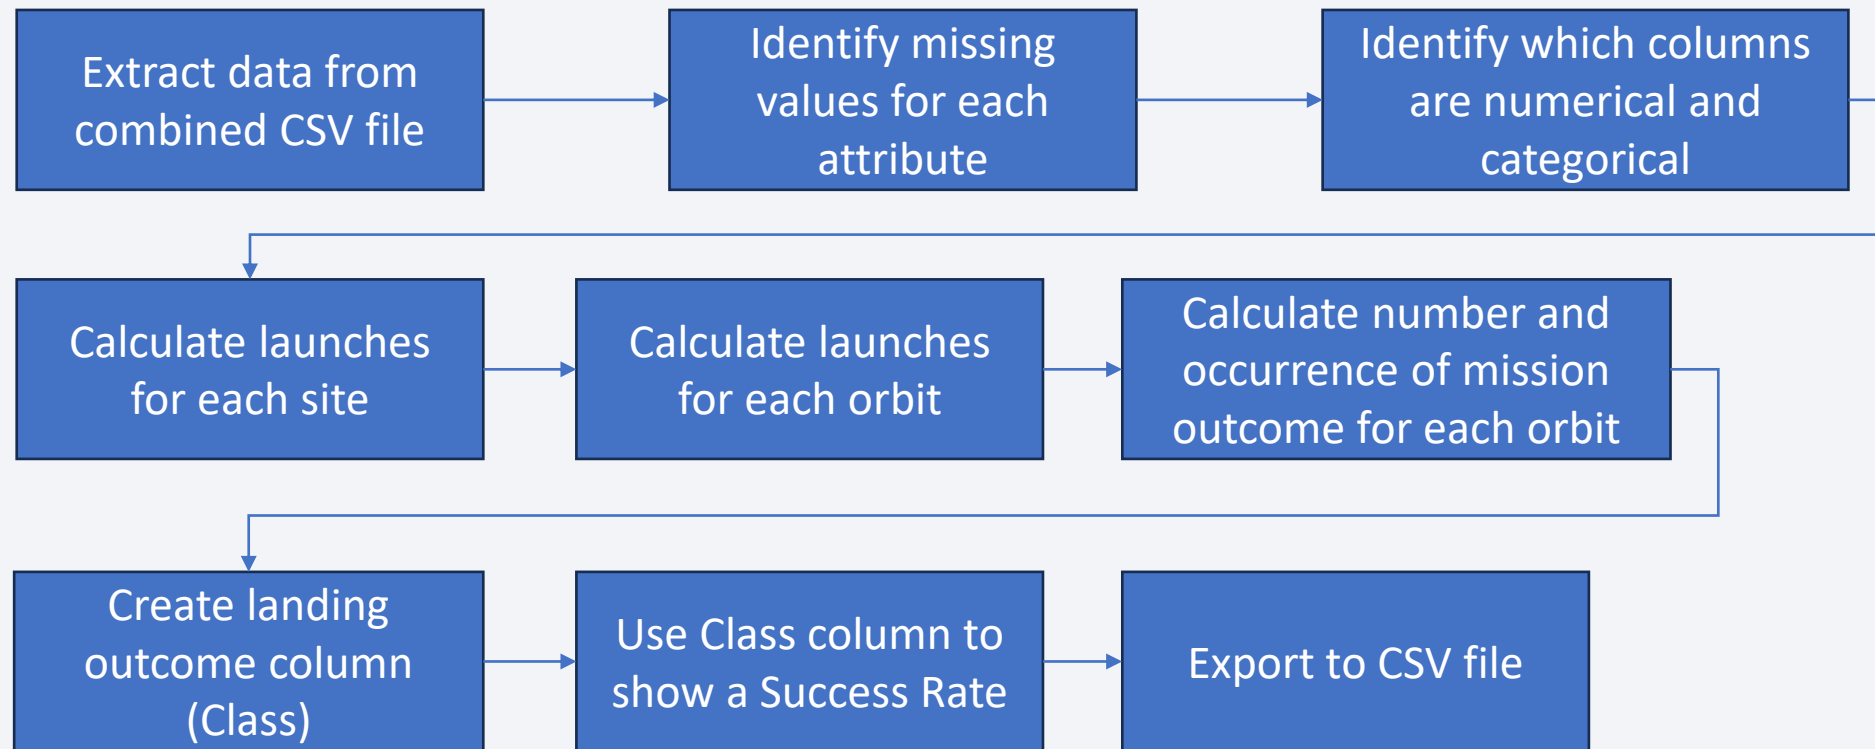 Extract data from
combined CSV file
Identify missing
values for each
attribute
Identify which columns
are numerical and
categorical
Calculate launches
for each site
Calculate launches
for each orbit
Calculate number and
occurrence of mission
outcome for each orbit
Create landing
outcome column
(Class)
Use Class column to
show a Success Rate
Export to CSV file